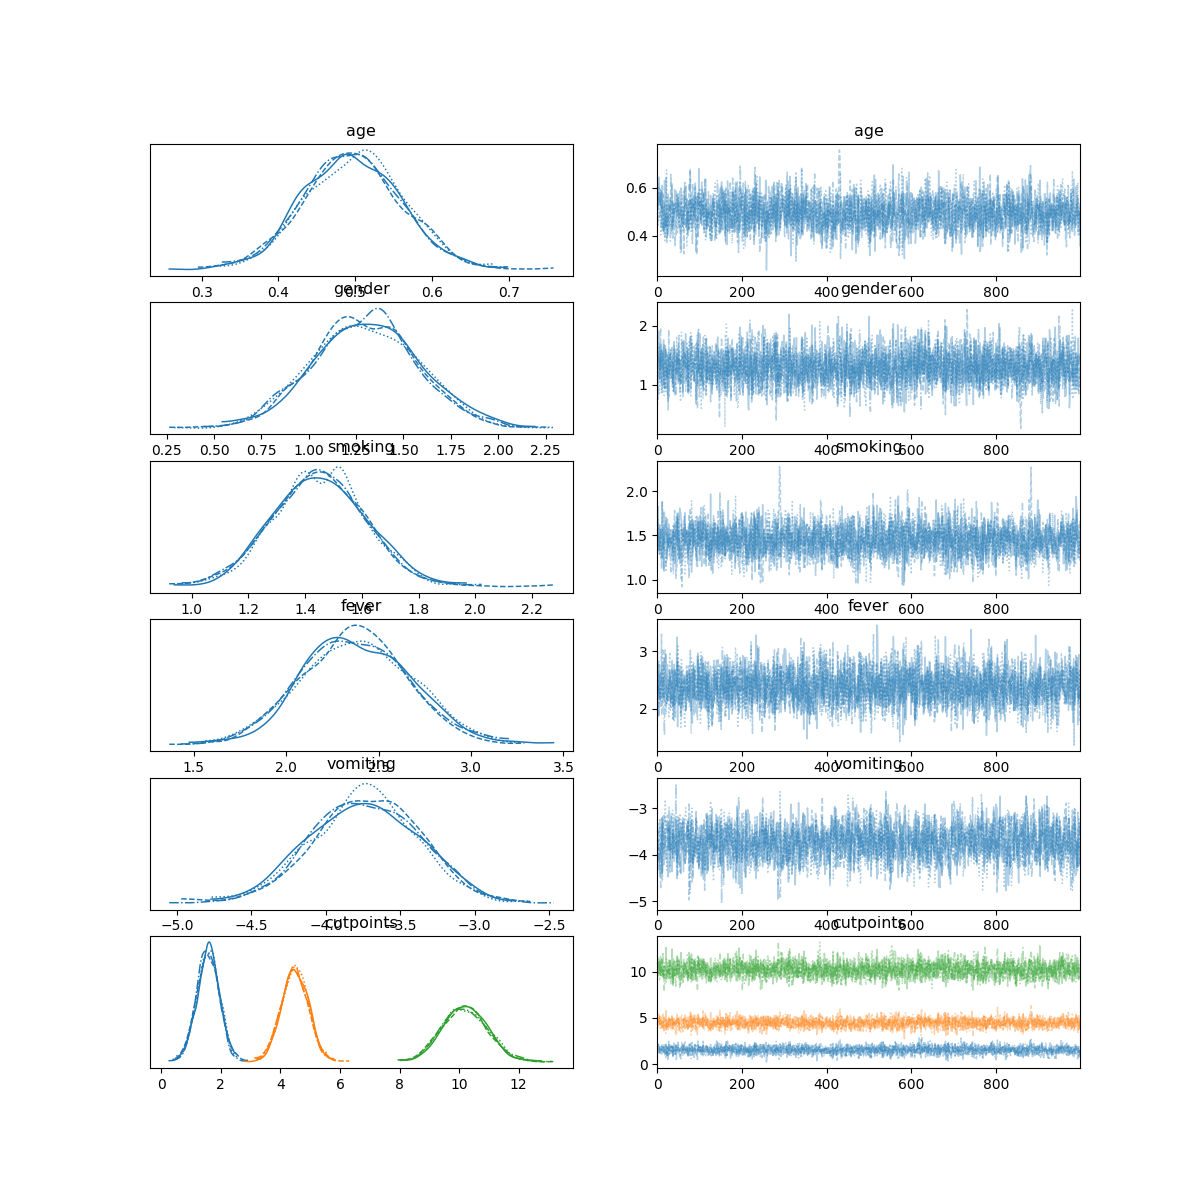 age age
0.6
0.4
0.3 0.4 0.5 0.6 0.7 0 200 400 600 800
gender gender
2
1
0.25 0.50 0.75 1.00 1.25 1.50 1.75 2.00 2.25 0 200 400 600 800
smoking smoking
2.0
1.5
1.0
1.0 1.2 1.4 1.6 1.8 2.0 2.2 0 200 400 600 800
fever fever
3
2
1.5 2.0 2.5 3.0 3.5 0 200 400 600 800
vomiting vomiting
−3
−4
−5
−5.0 −4.5 −4.0 −3.5 −3.0 −2.5 0 200 400 600 800
cutpoints cutpoints
10
5
0
0 2 4 6 8 10 12 0 200 400 600 800